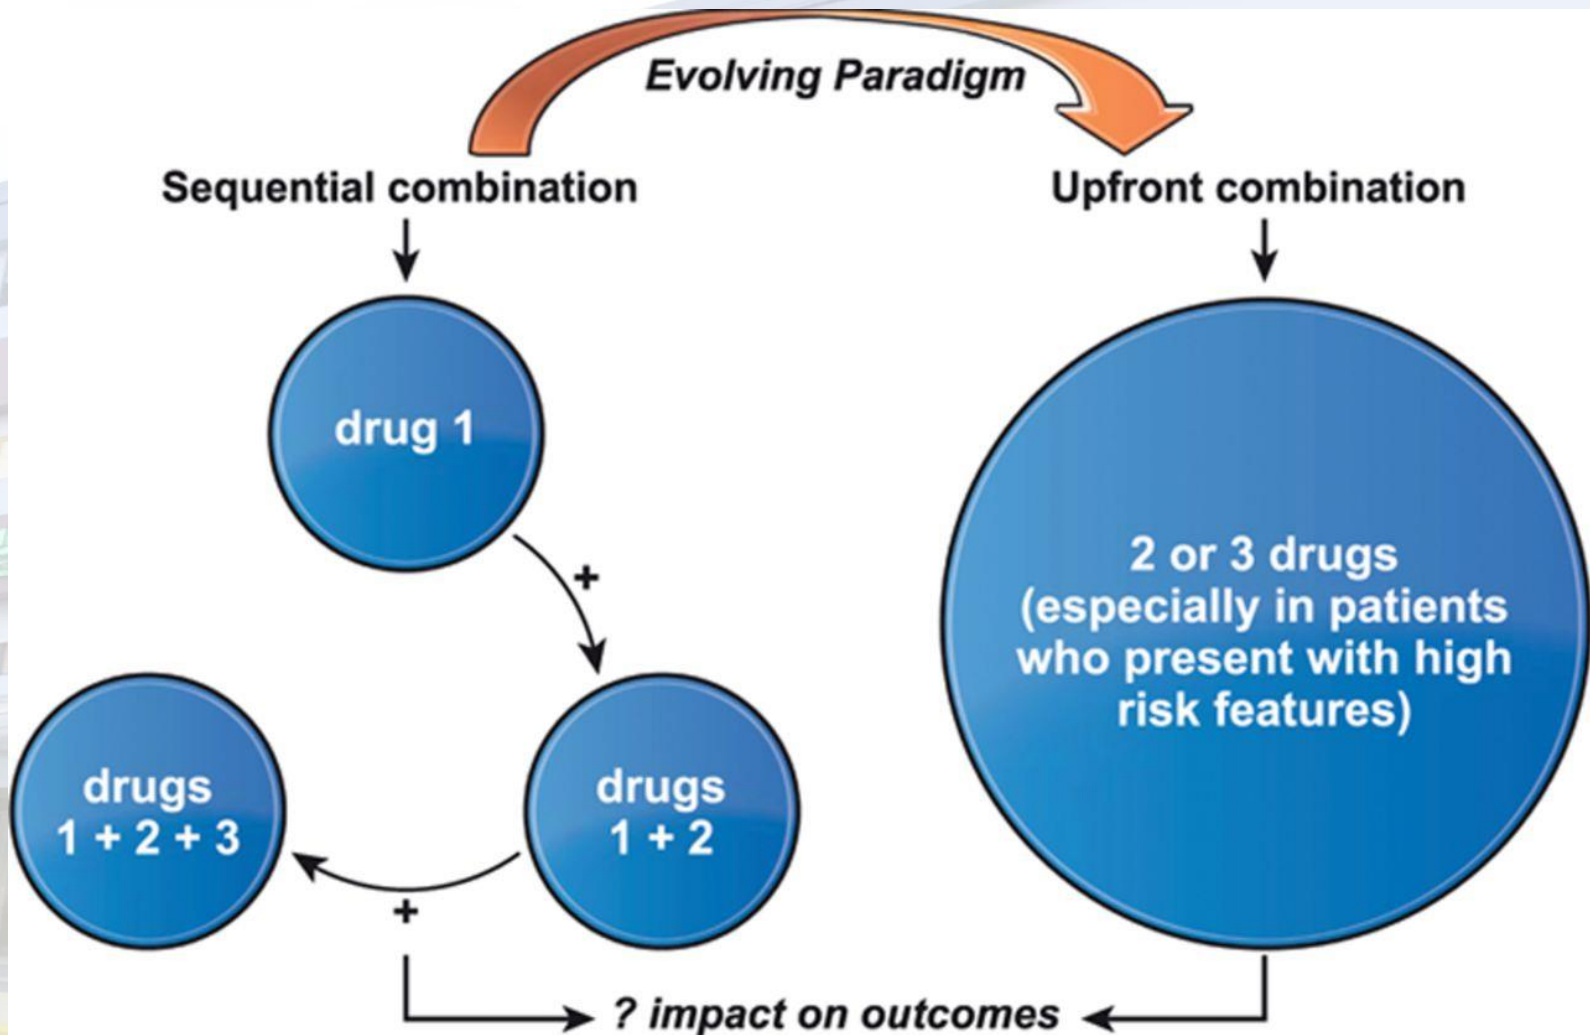 Evolving Paradigm
Sequential combination
Upfront combination
drug 1
+
drugs
1 + 2
+
drugs
1 + 2 + 3
2 or 3 drugs
(especially in patients
who present with high
risk features)
? impact on outcomes